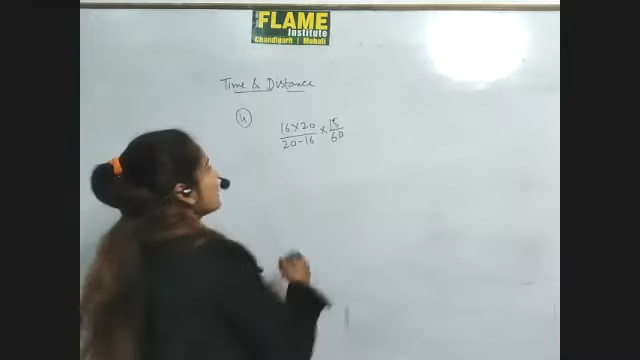 FLAME
Institute
Chandigarh | Mohali
Time & Distance
4
16×20
20-16
×
15
60